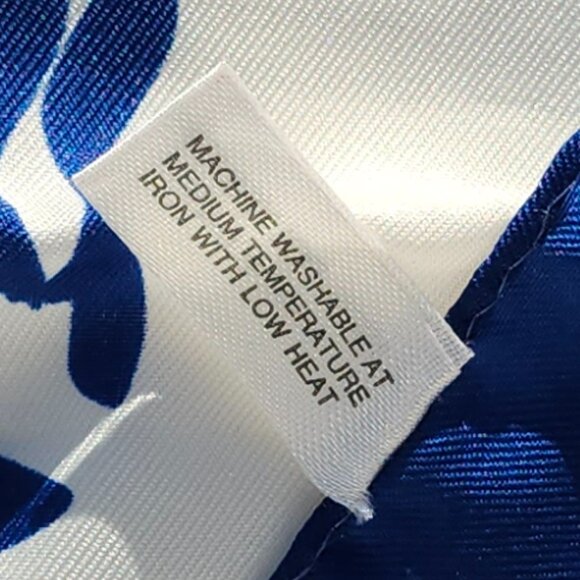 MACHINE WASHABLE AT
MEDIUM TEMPERATURE
IRON WITH LOW HEAT